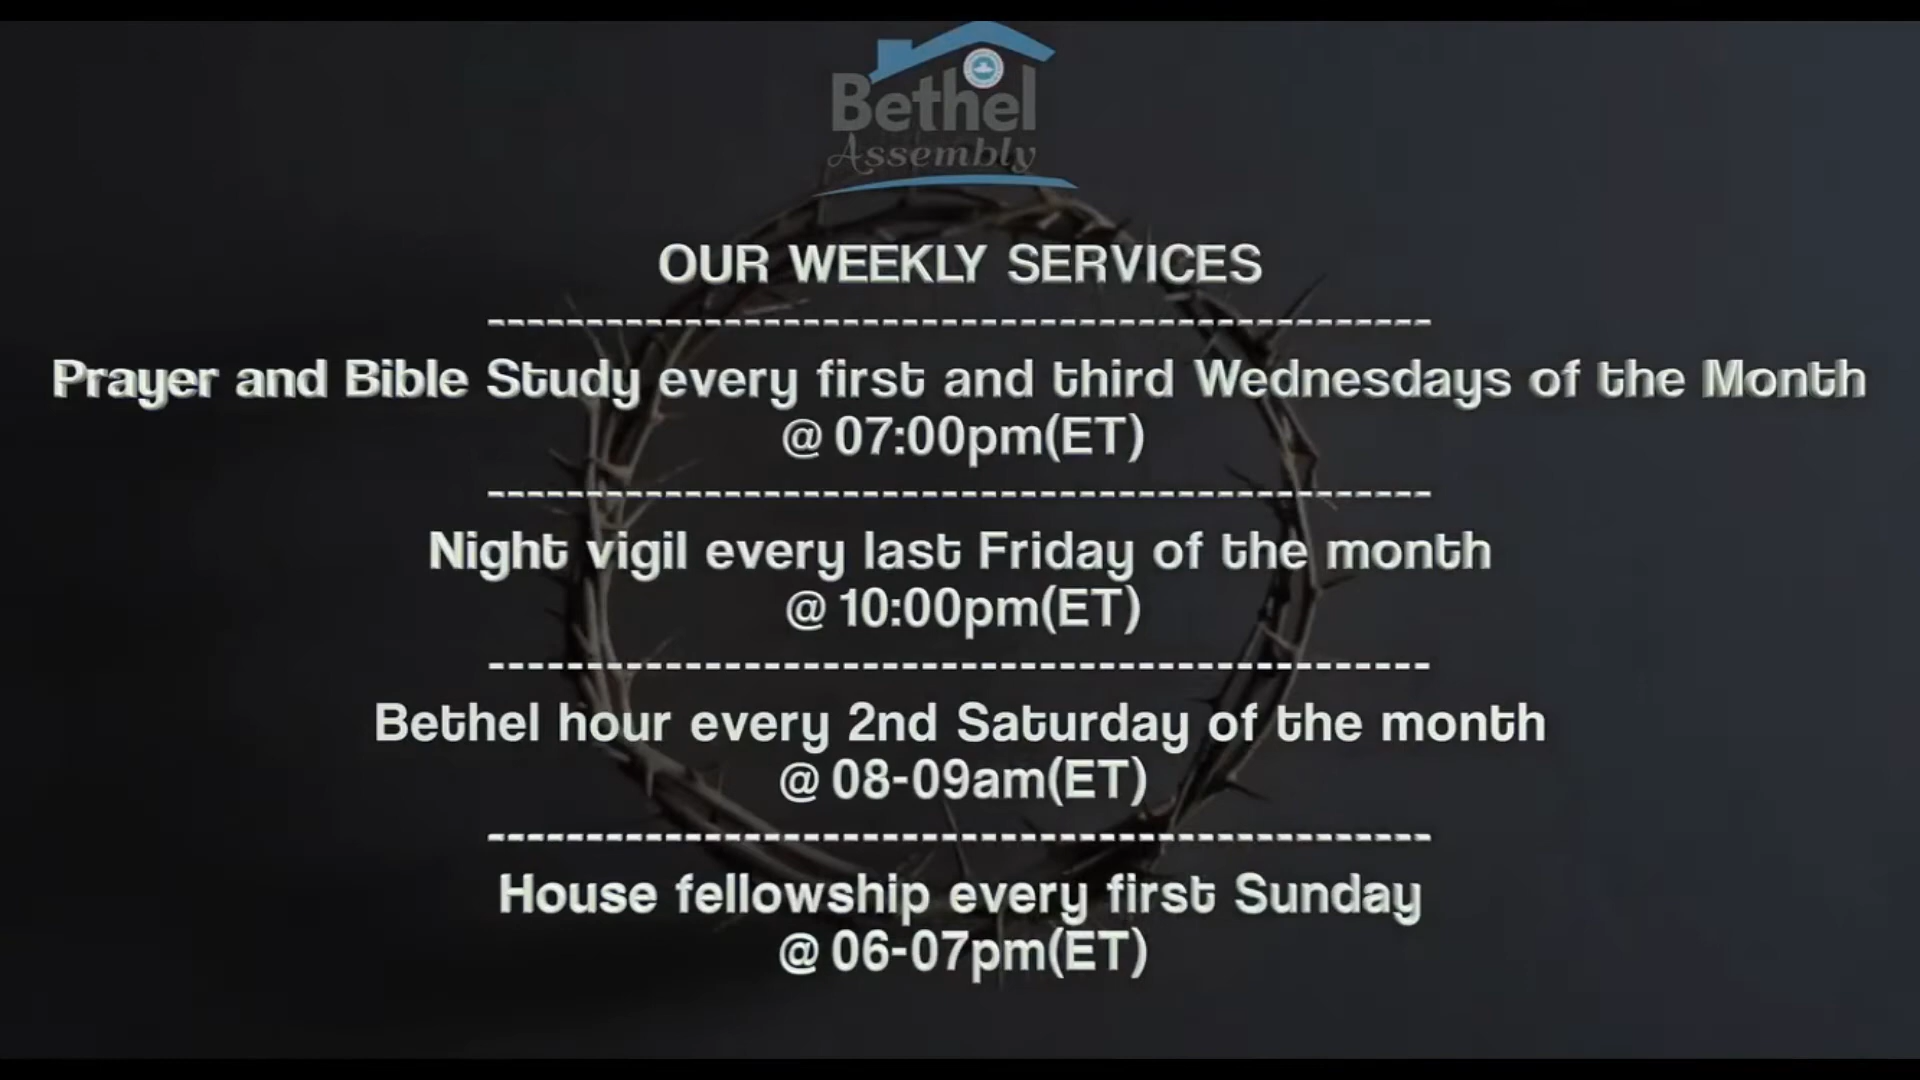 Bethel
Assembly
OUR WEEKLY SERVICES
------------------------------------------------
Prayer and Bible Study every first and third Wednesdays of the Month
@ 07:00pm(ET)
------------------------------------------------
Night vigil every last Friday of the month
@ 10:00pm(ET)
------------------------------------------------
Bethel hour every 2nd Saturday of the month
@ 08-09am(ET)
------------------------------------------------
House fellowship every first Sunday
@ 06-07pm(ET)